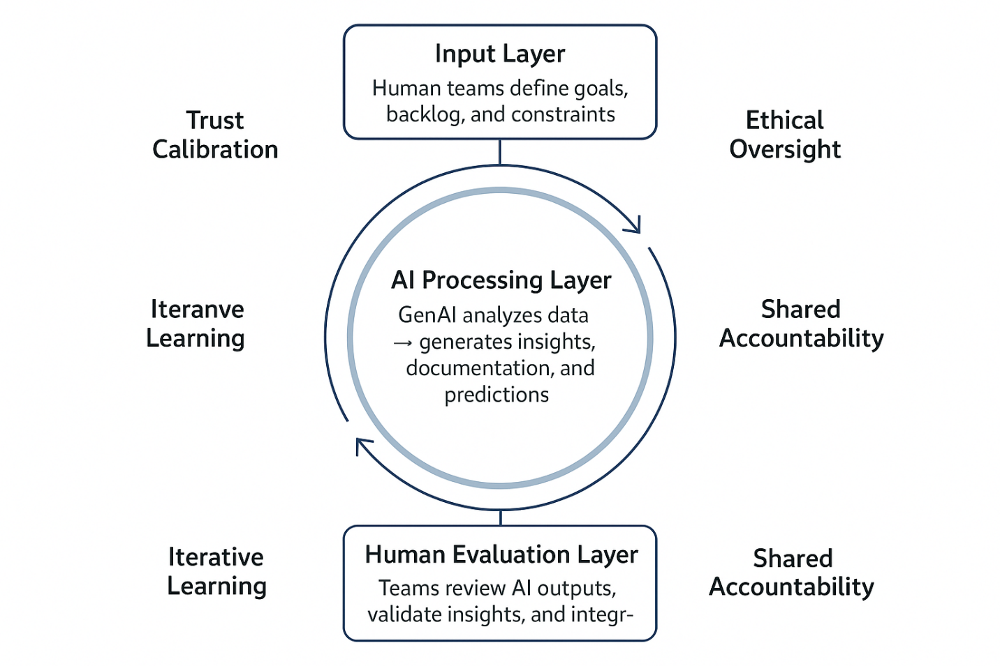 Input Layer
Human teams define goals,
backlog, and constraints
Trust
Calibration
Ethical
Oversight
AI Processing Layer
GenAI analyzes data
→ generates insights,
documentation, and
predictions
Iteranve
Learning
Shared
Accountability
Human Evaluation Layer
Teams review AI outputs,
validate insights, and integr-
Iterative
Learning
Shared
Accountability